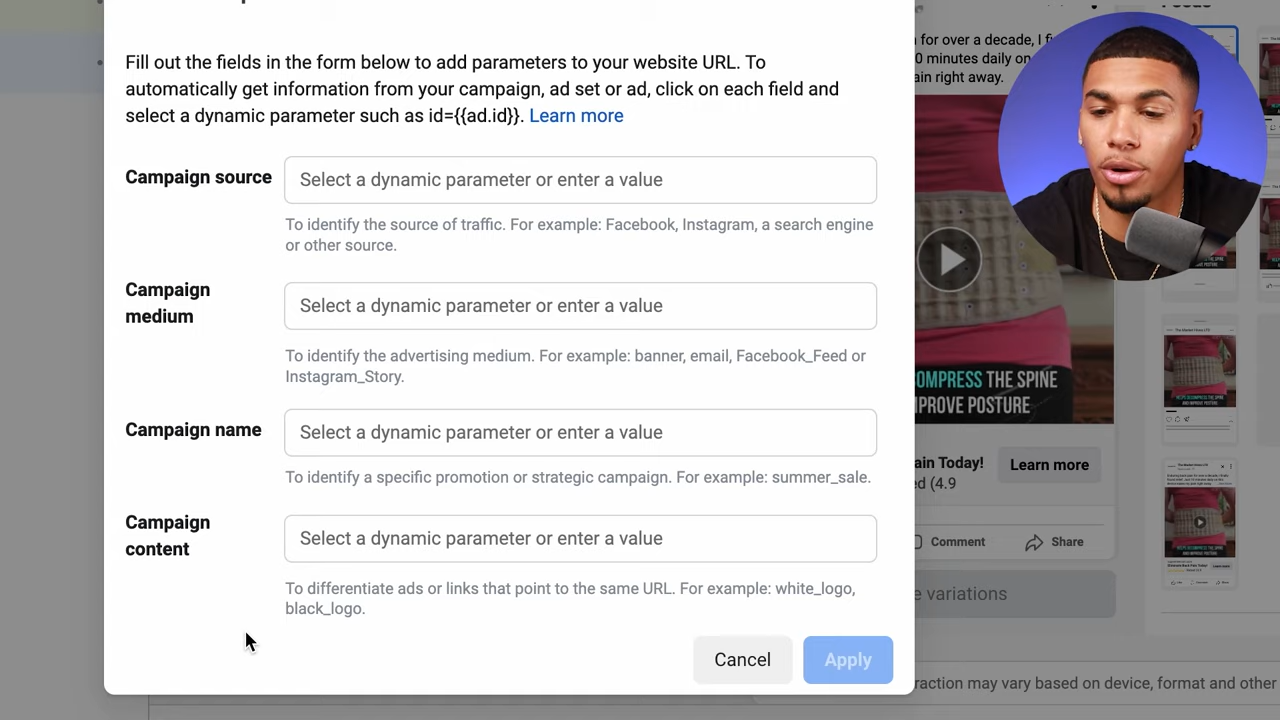 Fill out the fields in the form below to add parameters to your website URL. To
automatically get information from your campaign, ad set or ad, click on each field and
select a dynamic parameter such as id={{ad.id}}. Learn more
Campaign source
Select a dynamic parameter or enter a value
To identify the source of traffic. For example: Facebook, Instagram, a search engine
or other source.
Campaign
medium
Select a dynamic parameter or enter a value
To identify the advertising medium. For example: banner, email, Facebook_Feed or
Instagram_Story.
Campaign name
Select a dynamic parameter or enter a value
To identify a specific promotion or strategic campaign. For example: summer_sale.
Campaign
content
Select a dynamic parameter or enter a value
To differentiate ads or links that point to the same URL. For example: white_logo,
black_logo.
Cancel
Apply
for over a decade, I
0 minutes daily on
ain right away.
OMPRESS THE SPINE
PROVE POSTURE
ain Today!
ed (4.9
Learn more
Comment
Share
e variations
raction may vary based on device, format and other